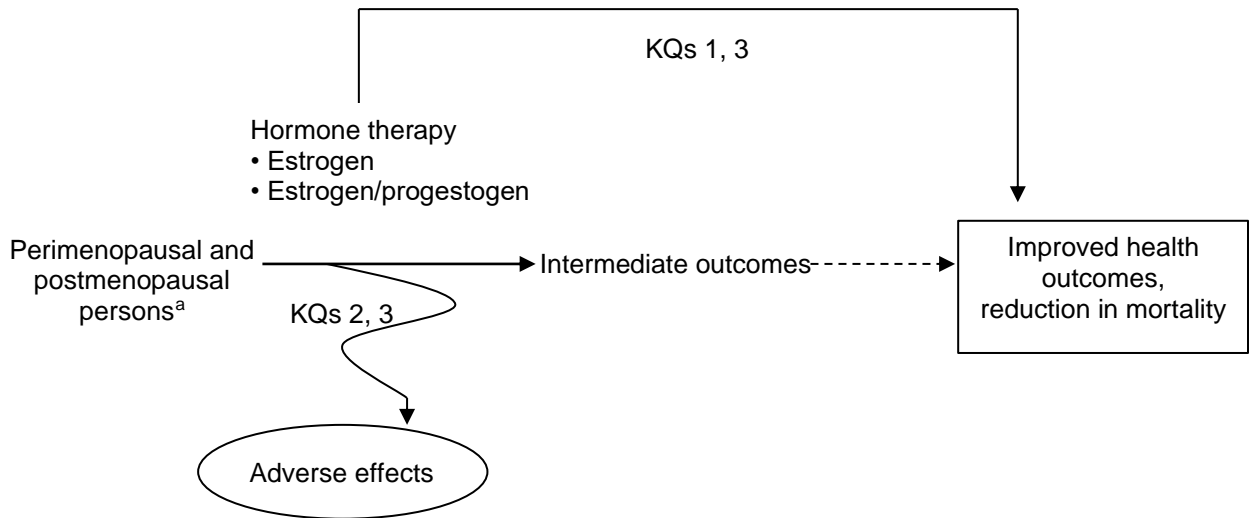 KQs 1, 3
Hormone therapy
• Estrogen
• Estrogen/progestogen
Perimenopausal and
postmenopausal
personsᵃ
Intermediate outcomes
Improved health
outcomes,
reduction in mortality
KQs 2, 3
Adverse effects